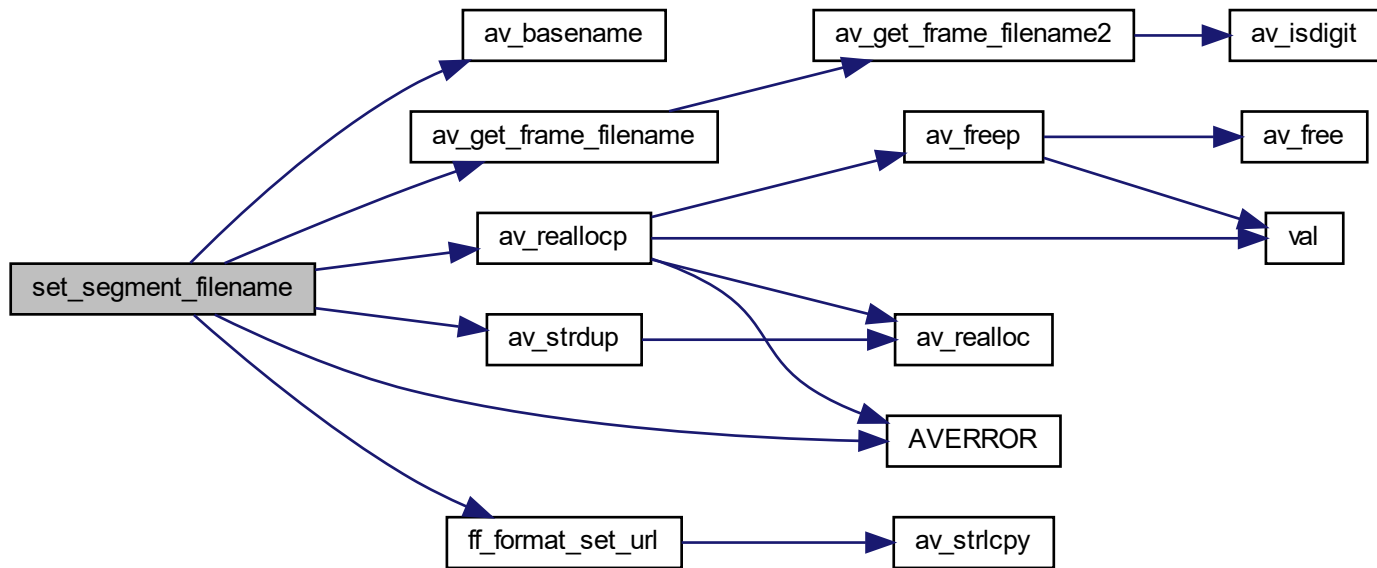 av_basename
av_get_frame_filename2
av_isdigit
av_get_frame_filename
av_freep
av_free
av_reallocp
val
set_segment_filename
av_strdup
av_realloc
AVERROR
ff_format_set_url
av_strlcpy